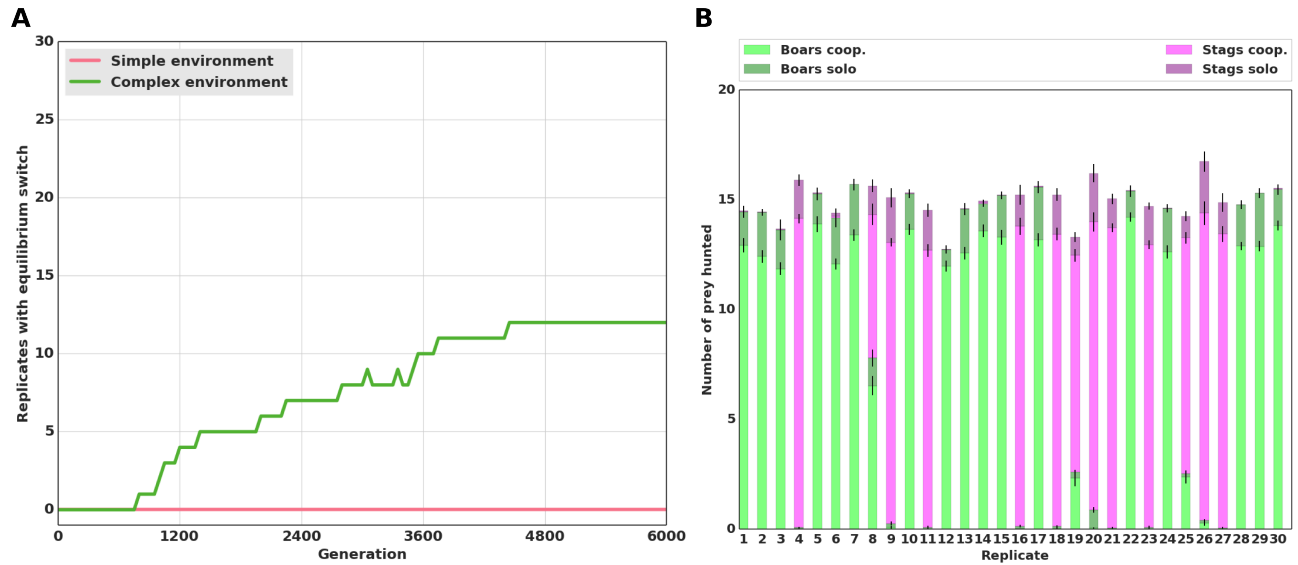 A
30
25
20
15
10
5
0
Replicates with equilibrium switch
Simple environment
Complex environment
0 1200 2400 3600 4800 6000
Generation
B
Boars coop. Stags coop.
Boars solo Stags solo
20
15
10
5
0
Number of prey hunted
1 2 3 4 5 6 7 8 9 10 11 12 13 14 15 16 17 18 19 20 21 22 23 24 25 26 27 28 29 30
Replicate